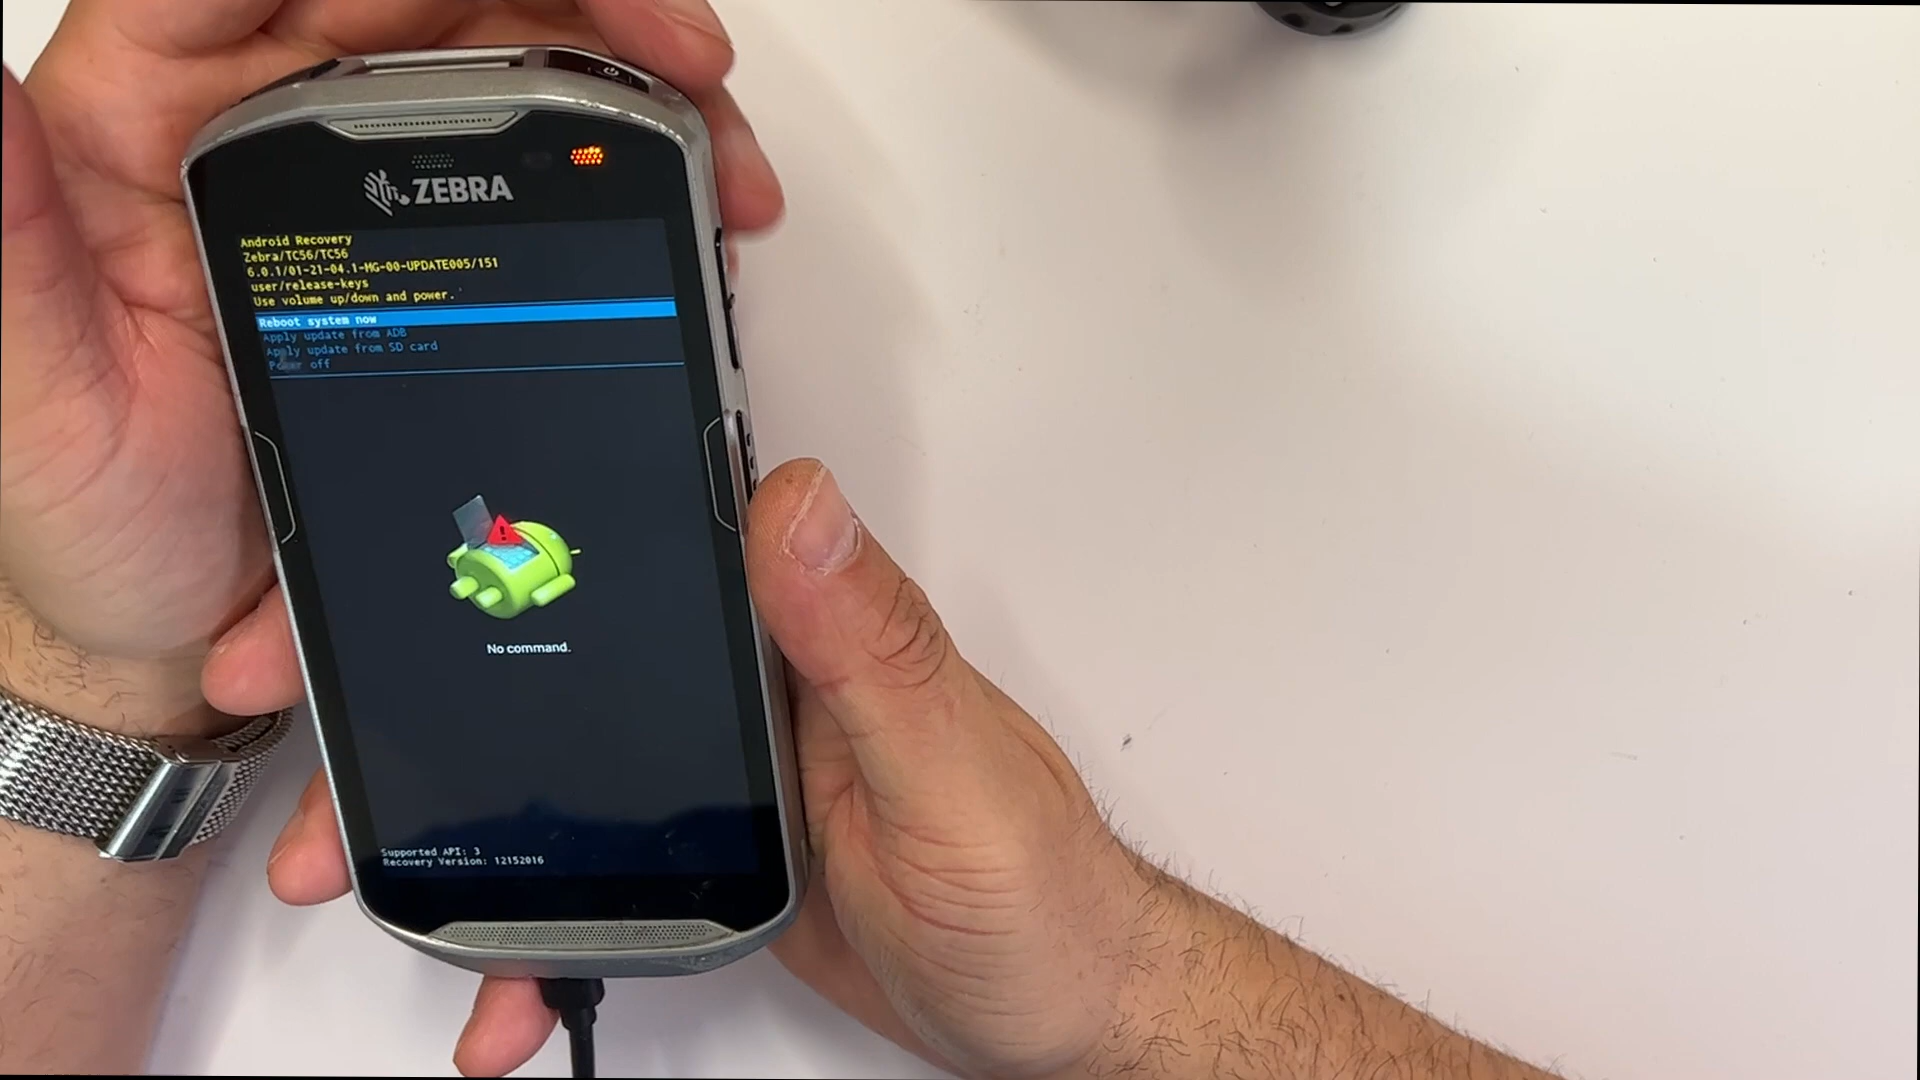 ZEBRA
Android Recovery
Zebra/TC56/TC56
6.0.1/01-21-04.1-MG-00-UPDATE005/151
user/release-keys
Use volume up/down and power.
Reboot system now
Apply update from ADB
Apply update from SD card
Power off
No command.
Supported API: 3
Recovery Version: 12152016